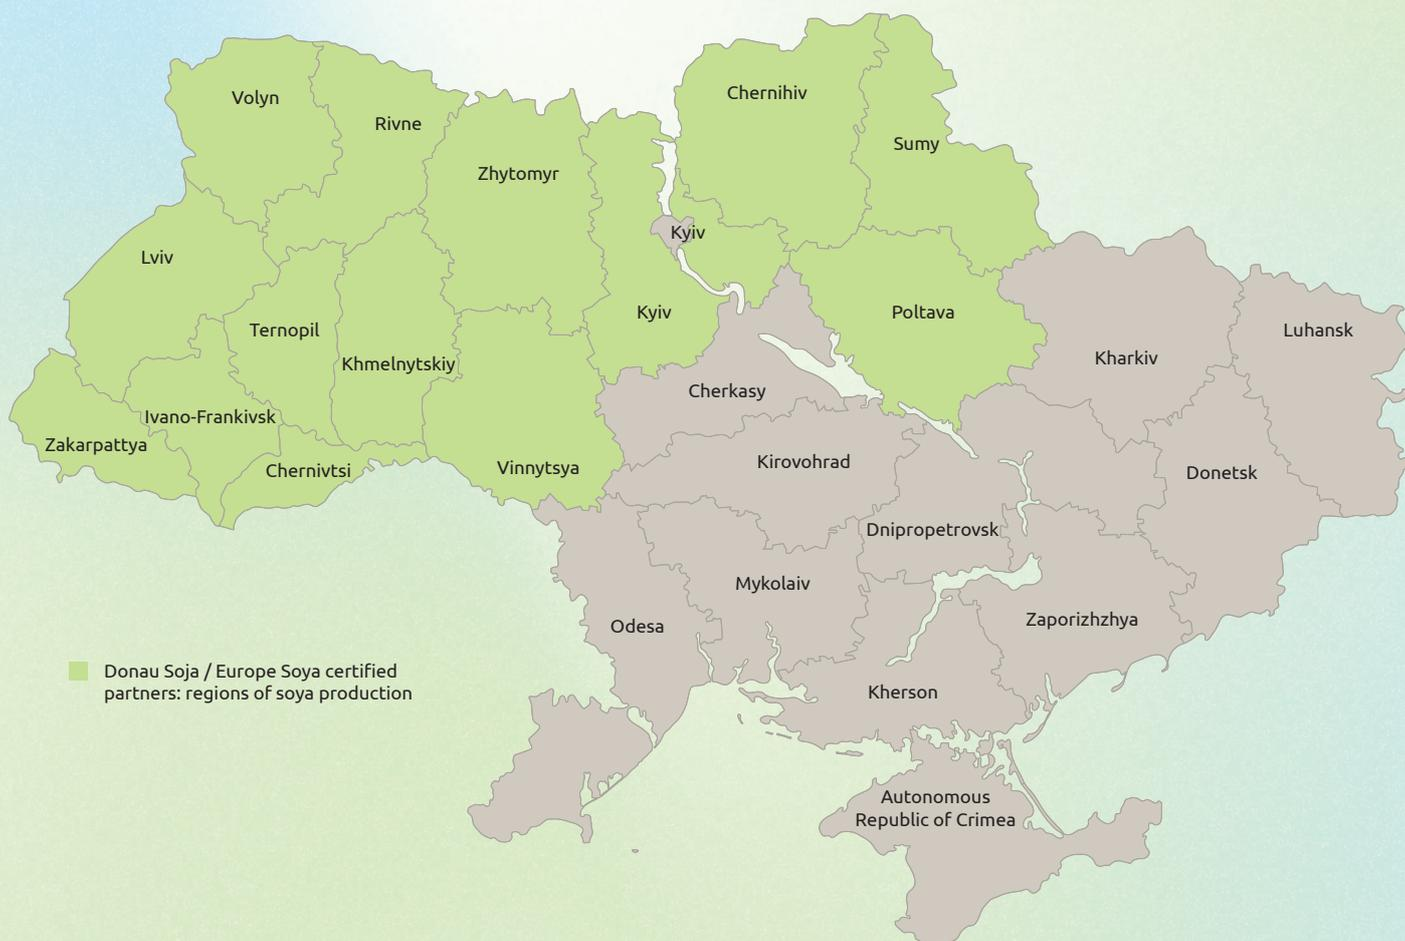 Chernihiv
Volyn
Rivne
Sumy
Zhytomyr
Kyiv
Lviv
Kyiv
Poltava
Ternopil
Luhansk
Kharkiv
Khmelnytskiy
Cherkasy
Ivano-Frankivsk
Zakarpattya
Kirovohrad
Vinnytsya
Chernivtsi
Donetsk
Dnipropetrovsk
Mykolaiv
Zaporizhzhya
Odesa
Donau Soja / Europe Soya certified
partners: regions of soya production
Kherson
Autonomous
Republic of Crimea